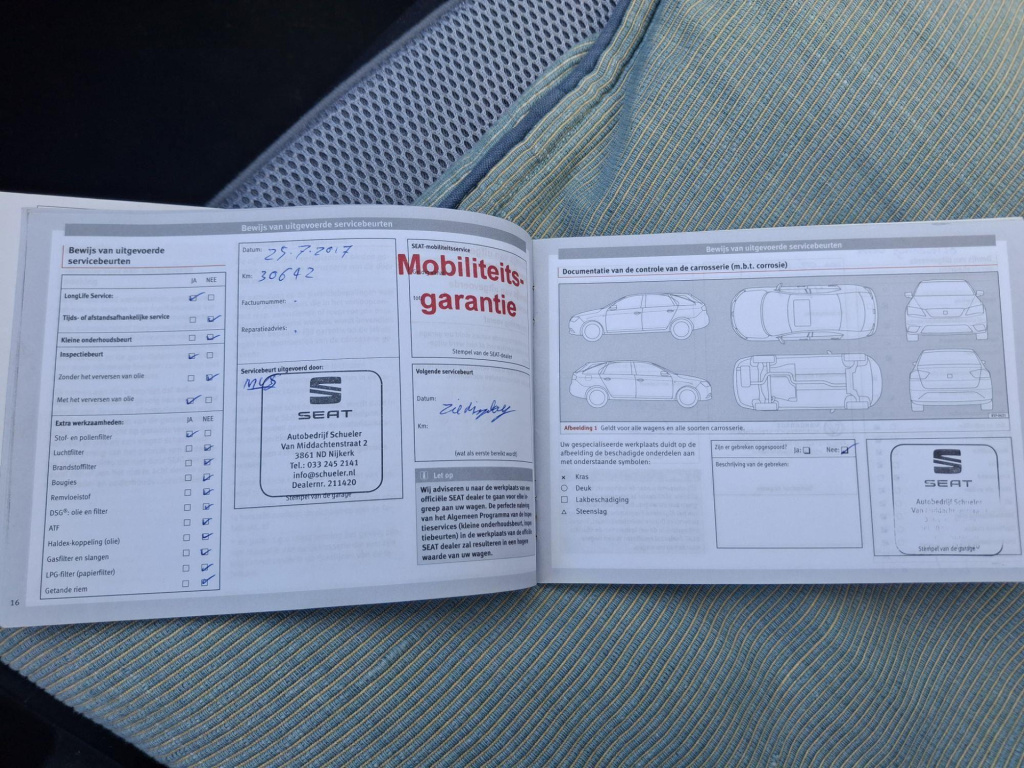 Bewijs van uitgevoerde servicebeurten
Bewijs van uitgevoerde
servicebeurten
JA NEE
LongLife Service:
Tijds- of afstandsafhankelijke service
Kleine onderhoudsbeurt
Inspectiebeurt
Zonder het verversen van olie
Met het verversen van olie
Extra werkzaamheden: JA NEE
Stof- en pollenfilter
Luchtfilter
Brandstoffilter
Bougies
Remvloeistof
DSG®: olie en filter
ATF
Haldex-koppeling (olie)
Gasfilter en slangen
LPG-filter (papierfilter)
Getande riem
16
Datum: 25.7.2017
Km: 30642
Factuurnummer: -
Reparatieadvies:
Servicebeurt uitgevoerd door:
SEAT
Autobedrijf Schueler
Van Middachtenstraat 2
3861 ND Nijkerk
Tel.: 033 245 2141
info@schueler.nl
Dealernr. 211420
Stempel van de garage
SEAT-mobiliteitsservice
Mobiliteits-
garantie
Stempel van de SEAT dealer
Volgende servicebeurt
Datum: zie display
Km:
(wat als eerste bereikt wordt)
i Let op
Wij adviseren u naar de werkplaats van
officiële SEAT dealer te gaan voor elke in-
greep aan uw wagen. De perfecte naleving
van het Algemeen Programma van de inspec-
tieservices (kleine onderhoudsbeurt, inspec-
tiebeurten) in de werkplaats van de officiële
SEAT dealer zal resulteren in een hogere
waarde van uw wagen.
Bewijs van uitgevoerde servicebeurten
Documentatie van de controle van de carrosserie (m.b.t. corrosie)
Afbeelding 1 Geldt voor alle wagens en alle soorten carrosserie.
Uw gespecialiseerde werkplaats duidt op de
afbeelding de beschadigde onderdelen aan
met onderstaande symbolen:
× Kras
○ Deuk
□ Lakbeschadiging
△ Steenslag
Zijn er gebreken opgespoord? Ja: Nee:
Beschrijving van de gebreken:
SEAT
Autobedrijf Schueler
Stempel van de garage